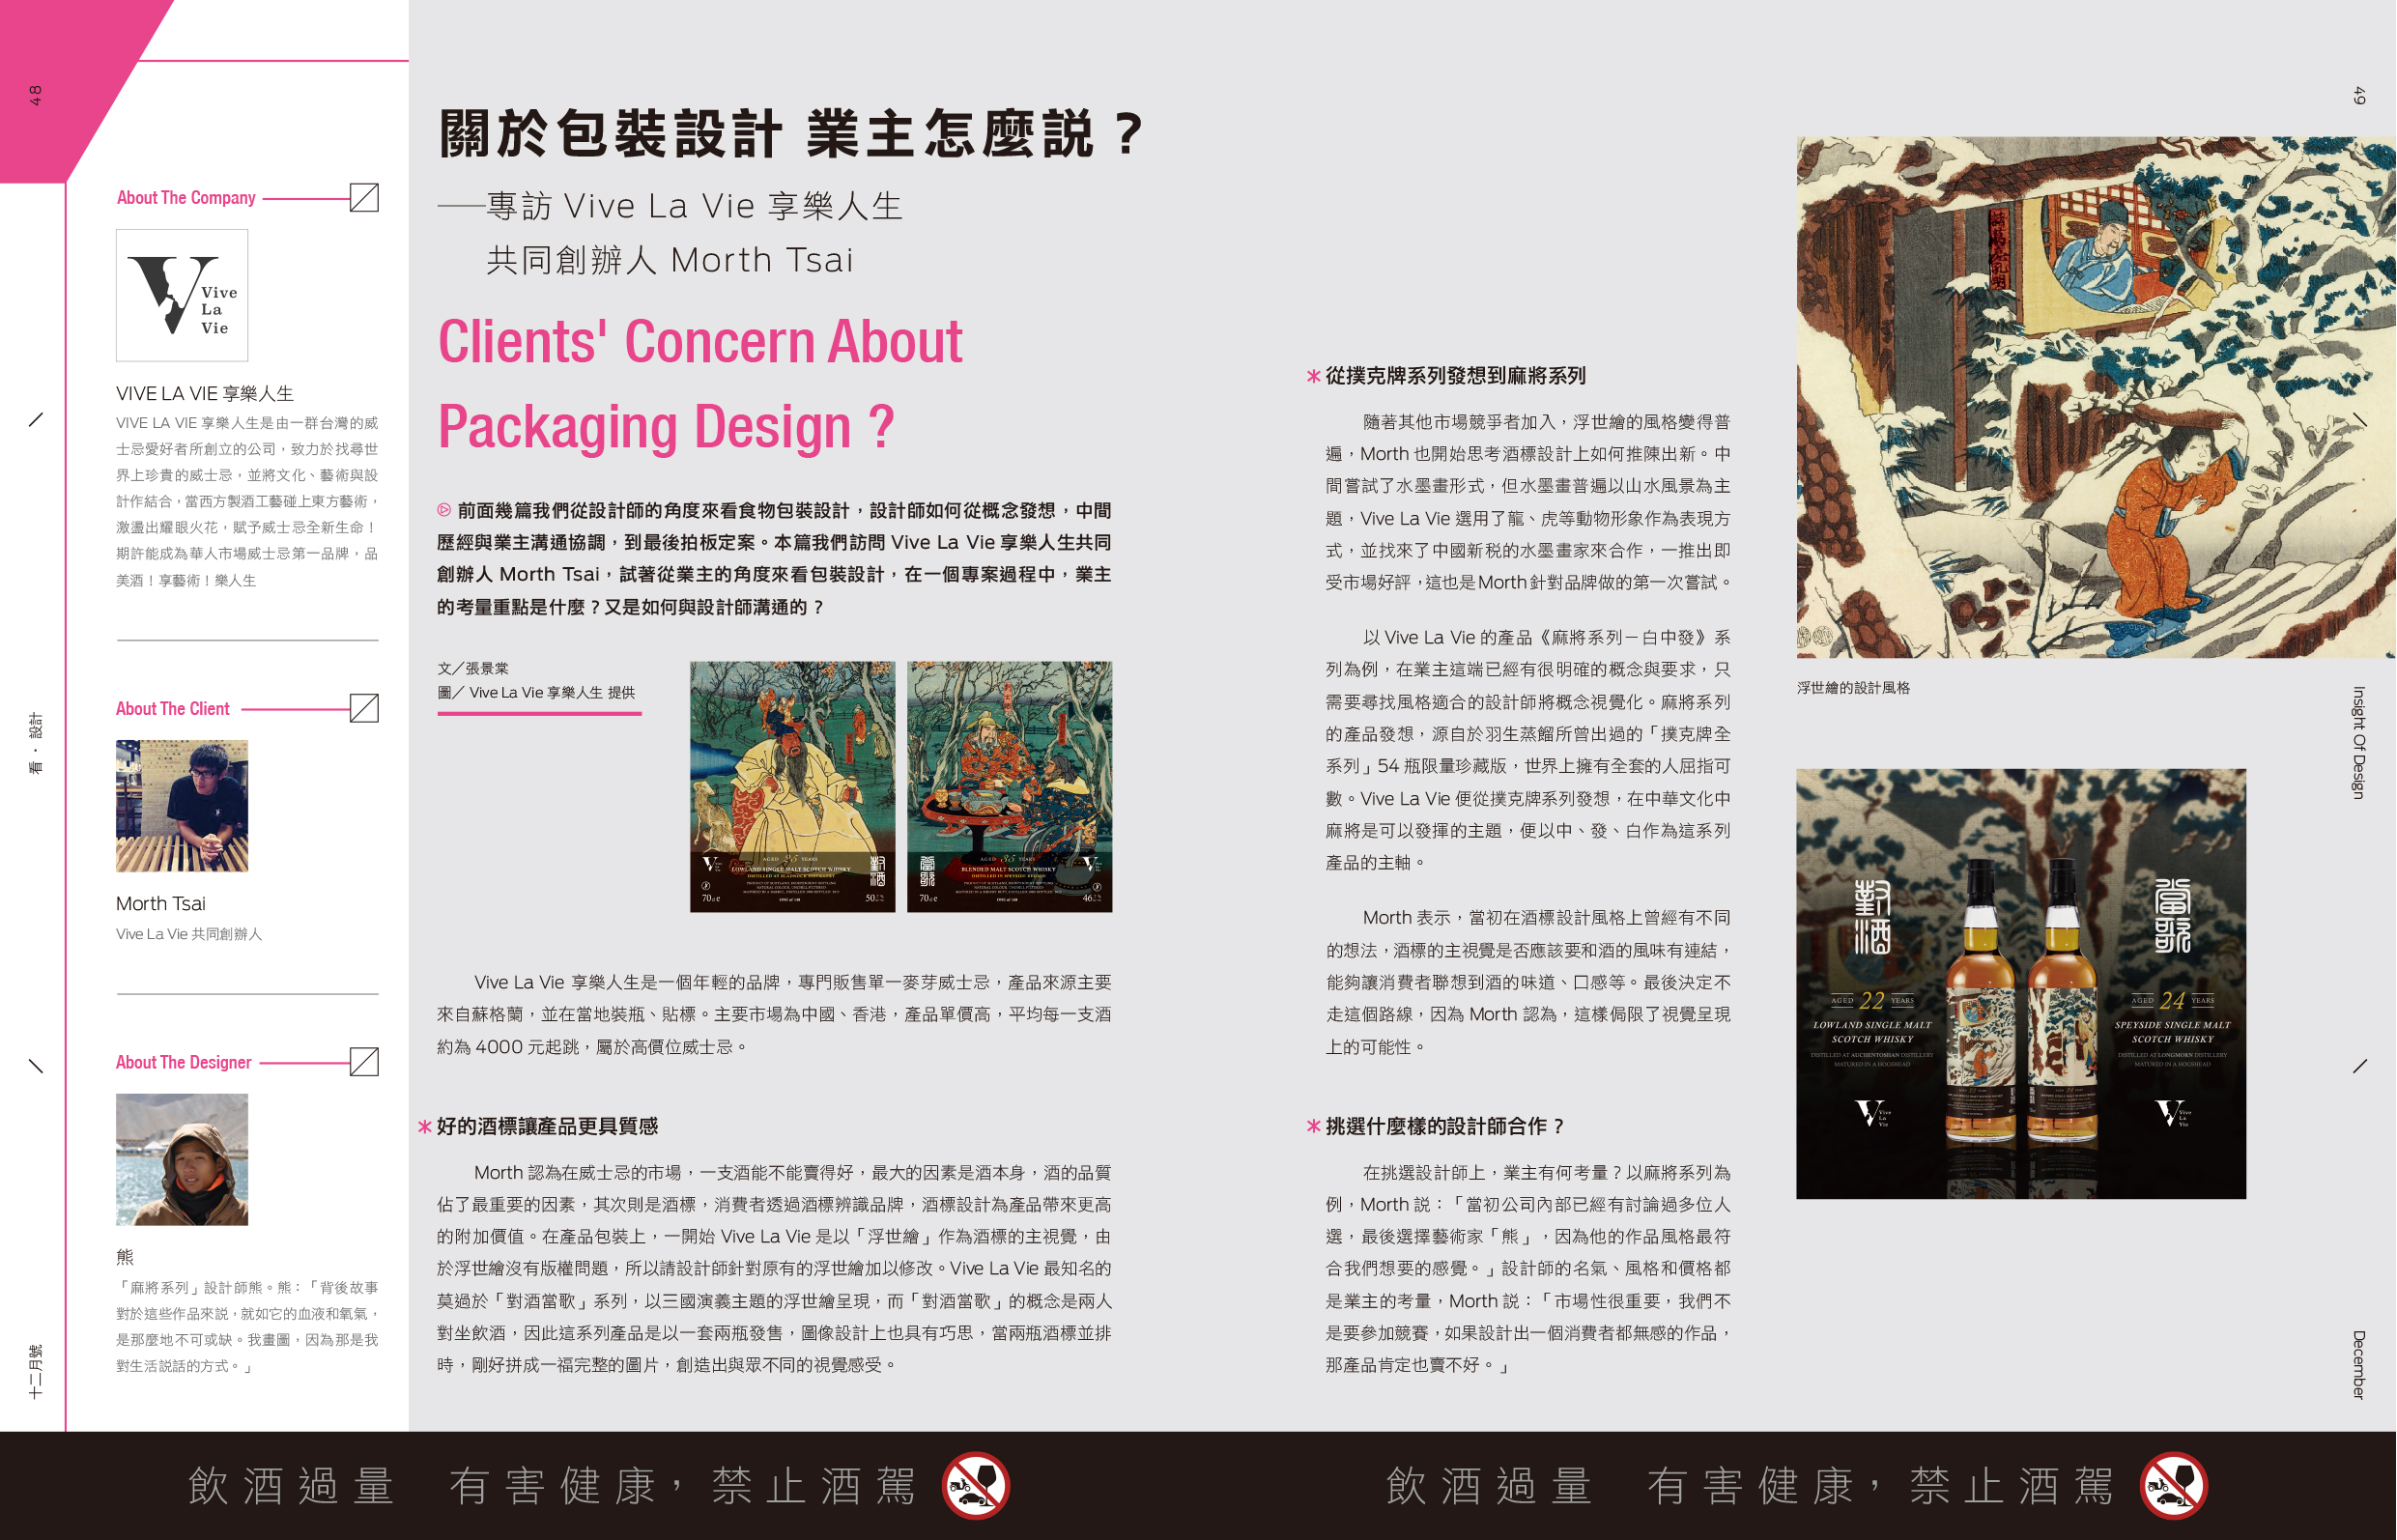 48
看・設計
十二月號
About The Company
Vive
La
Vie
VIVE LA VIE 享樂人生
VIVE LA VIE 享樂人生是由一群台灣的威
士忌愛好者所創立的公司，致力於找尋世
界上珍貴的威士忌，並將文化、藝術與設
計作結合，當西方製酒工藝碰上東方藝術，
激盪出耀眼火花，賦予威士忌全新生命！
期許能成為華人市場威士忌第一品牌，品
美酒！享藝術！樂人生
About The Client
Morth Tsai
Vive La Vie 共同創辦人
About The Designer
熊
「麻將系列」設計師熊。熊：「背後故事
對於這些作品來説，就如它的血液和氧氣，
是那麼地不可或缺。我畫圖，因為那是我
對生活説話的方式。」
關於包裝設計 業主怎麼説？
──專訪 Vive La Vie 享樂人生
共同創辦人 Morth Tsai
Clients' Concern About
Packaging Design ?
前面幾篇我們從設計師的角度來看食物包裝設計，設計師如何從概念發想，中間
歷經與業主溝通協調，到最後拍板定案。本篇我們訪問 Vive La Vie 享樂人生共同
創辦人 Morth Tsai，試著從業主的角度來看包裝設計，在一個專案過程中，業主
的考量重點是什麼？又是如何與設計師溝通的？
文／張景棠
圖／ Vive La Vie 享樂人生 提供
AGED 25 YEARS
LOWLAND SINGLE MALT SCOTCH WHISKY
DISTILLED AT BLADNOCH DISTILLERY
對酒
70cl e
AGED 35 YEARS
BLENDED MALT SCOTCH WHISKY
DISTILLED IN SPEYSIDE REGION
當歌
70cl e
Vive La Vie 享樂人生是一個年輕的品牌，專門販售單一麥芽威士忌，產品來源主要
來自蘇格蘭，並在當地裝瓶、貼標。主要市場為中國、香港，產品單價高，平均每一支酒
約為 4000 元起跳，屬於高價位威士忌。
＊好的酒標讓產品更具質感
Morth 認為在威士忌的市場，一支酒能不能賣得好，最大的因素是酒本身，酒的品質
佔了最重要的因素，其次則是酒標，消費者透過酒標辨識品牌，酒標設計為產品帶來更高
的附加價值。在產品包裝上，一開始 Vive La Vie 是以「浮世繪」作為酒標的主視覺，由
於浮世繪沒有版權問題，所以請設計師針對原有的浮世繪加以修改。Vive La Vie 最知名的
莫過於「對酒當歌」系列，以三國演義主題的浮世繪呈現，而「對酒當歌」的概念是兩人
對坐飲酒，因此這系列產品是以一套兩瓶發售，圖像設計上也具有巧思，當兩瓶酒標並排
時，剛好拼成一福完整的圖片，創造出與眾不同的視覺感受。
＊從撲克牌系列發想到麻將系列
隨著其他市場競爭者加入，浮世繪的風格變得普
遍，Morth 也開始思考酒標設計上如何推陳出新。中
間嘗試了水墨畫形式，但水墨畫普遍以山水風景為主
題，Vive La Vie 選用了龍、虎等動物形象作為表現方
式，並找來了中國新税的水墨畫家來合作，一推出即
受市場好評，這也是 Morth 針對品牌做的第一次嘗試。
以 Vive La Vie 的產品《麻將系列－白中發》系
列為例，在業主這端已經有很明確的概念與要求，只
需要尋找風格適合的設計師將概念視覺化。麻將系列
的產品發想，源自於羽生蒸餾所曾出過的「撲克牌全
系列」54 瓶限量珍藏版，世界上擁有全套的人屈指可
數。Vive La Vie 便從撲克牌系列發想，在中華文化中
麻將是可以發揮的主題，便以中、發、白作為這系列
產品的主軸。
Morth 表示，當初在酒標設計風格上曾經有不同
的想法，酒標的主視覺是否應該要和酒的風味有連結，
能夠讓消費者聯想到酒的味道、口感等。最後決定不
走這個路線，因為 Morth 認為，這樣侷限了視覺呈現
上的可能性。
＊挑選什麼樣的設計師合作？
在挑選設計師上，業主有何考量？以麻將系列為
例，Morth 説：「當初公司內部已經有討論過多位人
選，最後選擇藝術家「熊」，因為他的作品風格最符
合我們想要的感覺。」設計師的名氣、風格和價格都
是業主的考量，Morth 説：「市場性很重要，我們不
是要參加競賽，如果設計出一個消費者都無感的作品，
那產品肯定也賣不好。」
浮世繪的設計風格
對酒
AGED 22 YEARS
LOWLAND SINGLE MALT
SCOTCH WHISKY
DISTILLED AT AUCHENTOSHAN DISTILLERY
MATURED IN A HOGSHEAD
Vive
La
Vie
當歌
AGED 24 YEARS
SPEYSIDE SINGLE MALT
SCOTCH WHISKY
DISTILLED AT LONGMORN DISTILLERY
MATURED IN A HOGSHEAD
Vive
La
Vie
49
Insight Of Design
December
飲酒過量 有害健康，禁止酒駕
飲酒過量 有害健康，禁止酒駕